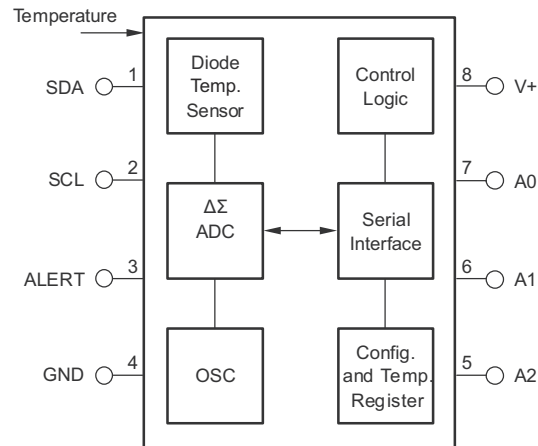 Temperature
1
SDA
Diode
Temp.
Sensor
Control
Logic
8
V+
2
SCL
ΔΣ
ADC
Serial
Interface
7
A0
3
ALERT
6
A1
4
GND
OSC
Config.
and Temp.
Register
5
A2